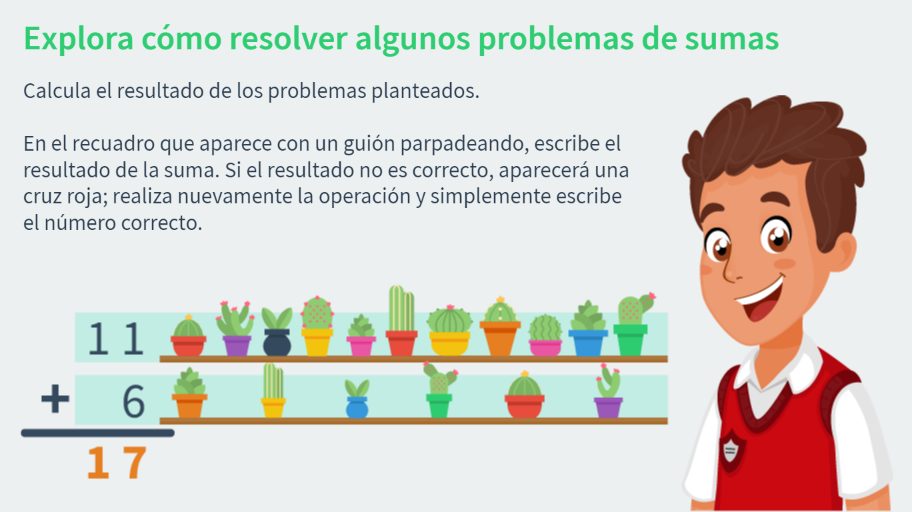 Explora cómo resolver algunos problemas de sumas
Calcula el resultado de los problemas planteados.
En el recuadro que aparece con un guión parpadeando, escribe el
resultado de la suma. Si el resultado no es correcto, aparecerá una
cruz roja; realiza nuevamente la operación y simplemente escribe
el número correcto.
11
+ 6
17